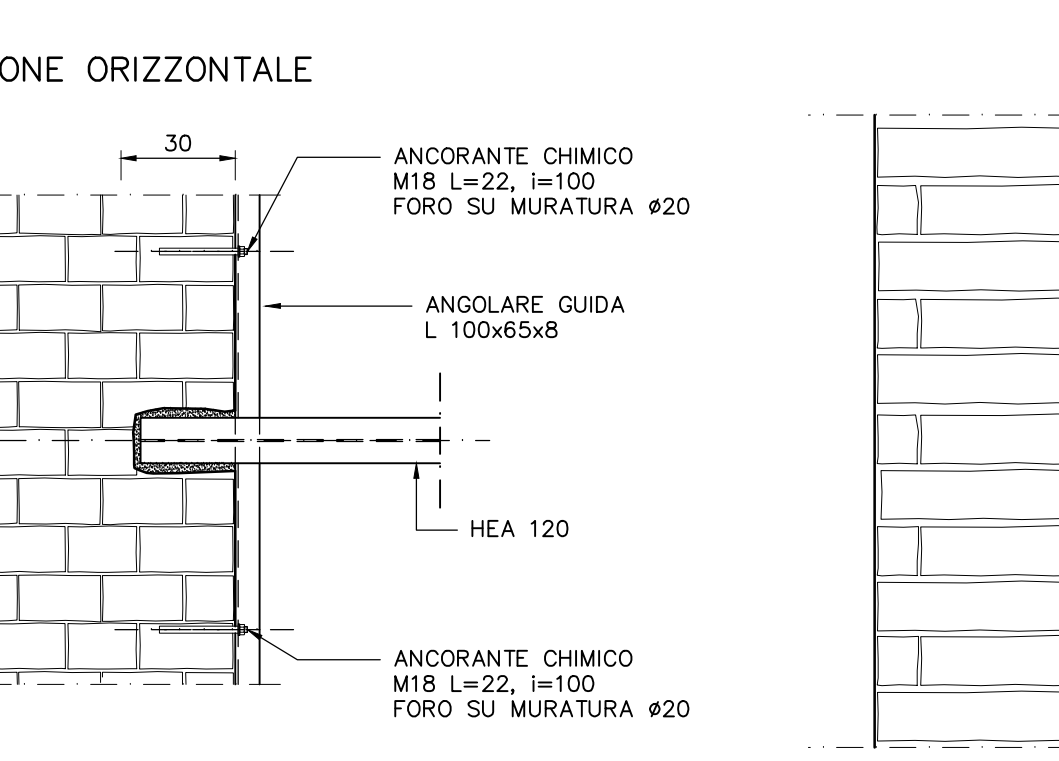 ONE ORIZZONTALE
30
ANCORANTE CHIMICO
M18 L=22, i=100
FORO SU MURATURA ø20
ANGOLARE GUIDA
L 100x65x8
HEA 120
ANCORANTE CHIMICO
M18 L=22, i=100
FORO SU MURATURA ø20